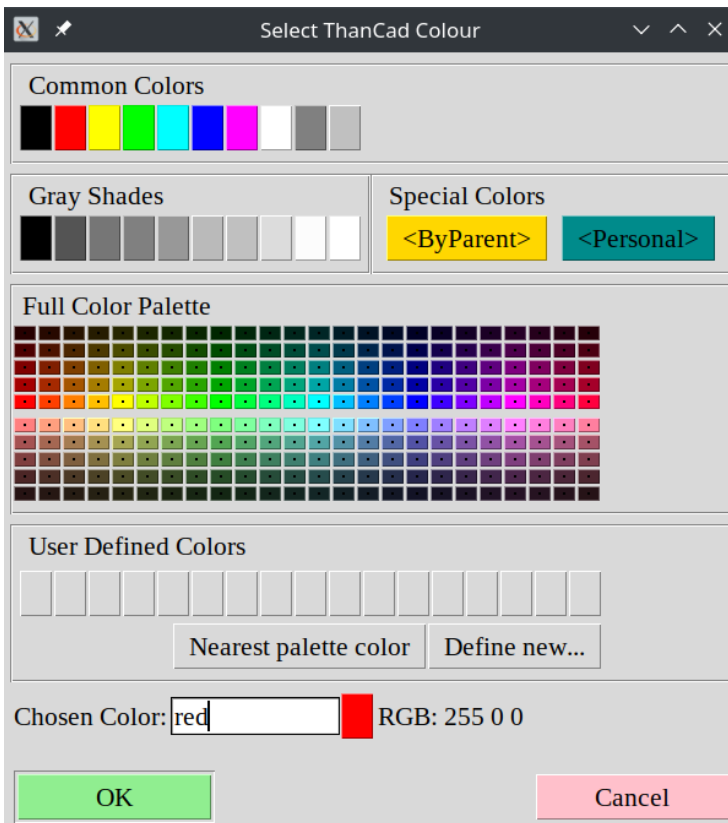 Select ThanCad Colour
Common Colors
Gray Shades
Special Colors
<ByParent>
<Personal>
Full Color Palette
User Defined Colors
Nearest palette color
Define new...
Chosen Color: red RGB: 255 0 0
OK
Cancel